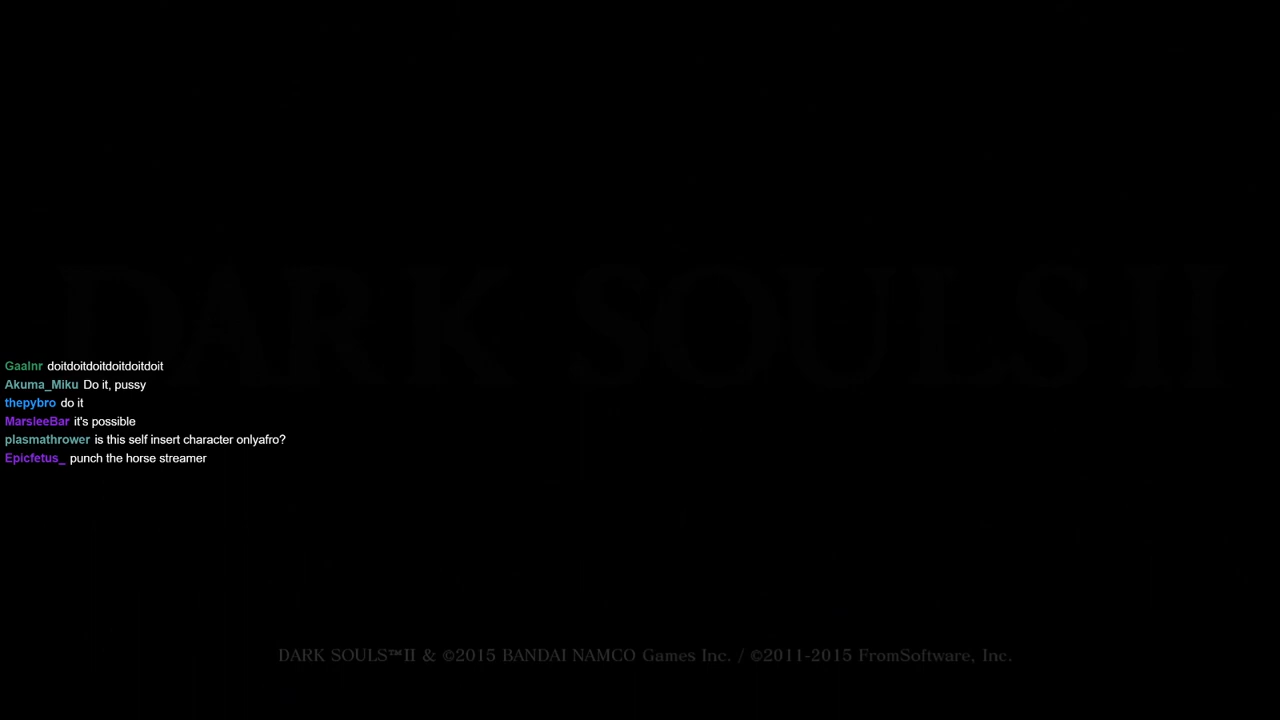 DARK SOULS II
Gaalnr doitdoitdoitdoitdoitdoit
Akuma_Miku Do it, pussy
thepybro do it
MarsleeBar it's possible
plasmathrower is this self insert character onlyafro?
Epicfetus_ punch the horse streamer
DARK SOULS™II & ©2015 BANDAI NAMCO Games Inc. / ©2011-2015 FromSoftware, Inc.